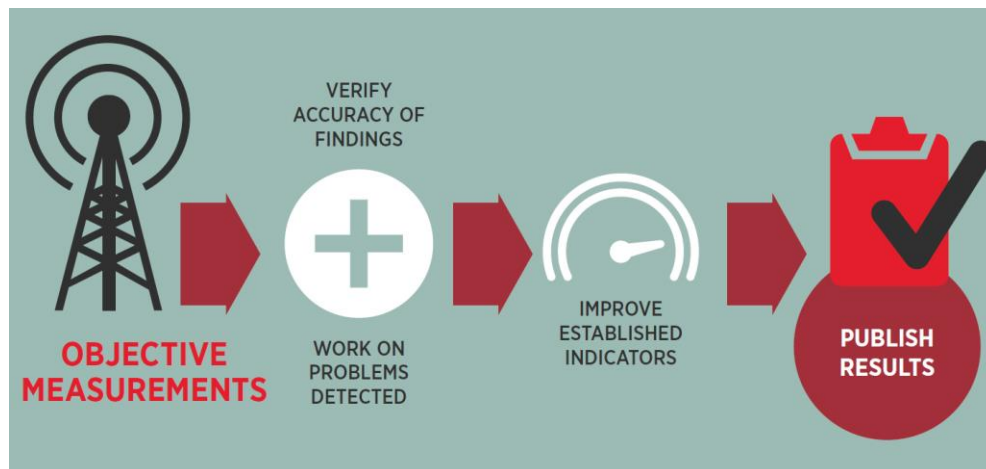 OBJECTIVE
MEASUREMENTS
VERIFY
ACCURACY OF
FINDINGS
WORK ON
PROBLEMS
DETECTED
IMPROVE
ESTABLISHED
INDICATORS
PUBLISH
RESULTS